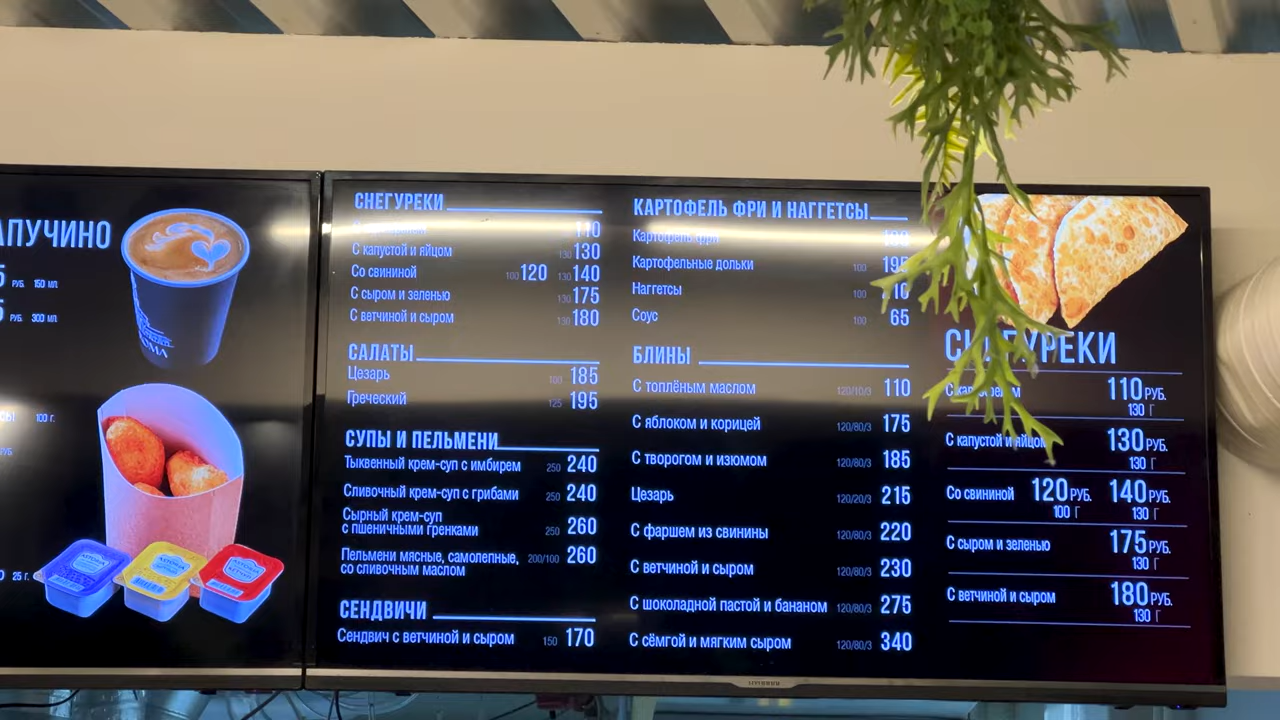 АПУЧИНО
РУБ. 150 МЛ
РУБ. 300 МЛ
100 Г.
25 Г.
СНЕГУРЕКИ
110
С капустой и яйцом 130 130
Со свининой 100 120 130 140
С сыром и зеленью 130 175
С ветчиной и сыром 130 180
САЛАТЫ
Цезарь 100 185
Греческий 125 195
СУПЫ И ПЕЛЬМЕНИ
Тыквенный крем-суп с имбирем 250 240
Сливочный крем-суп с грибами 250 240
Сырный крем-суп
с пшеничными гренками 250 260
Пельмени мясные, самолепные, 200/100 260
со сливочным маслом
СЕНДВИЧИ
Сендвич с ветчиной и сыром 150 170
КАРТОФЕЛЬ ФРИ И НАГГЕТСЫ
Картофель фри
Картофельные дольки 100 195
Наггетсы 100
Соус 100 65
БЛИНЫ
С топлёным маслом 120/10/3 110
С яблоком и корицей 120/80/3 175
С творогом и изюмом 120/80/3 185
Цезарь 120/20/3 215
С фаршем из свинины 120/80/3 220
С ветчиной и сыром 120/80/3 230
С шоколадной пастой и бананом 120/80/3 275
С сёмгой и мягким сыром 120/80/3 340
СНЕГУРЕКИ
110 РУБ.
130 Г
С капустой и яйцом 130 РУБ.
130 Г
Со свининой 120 РУБ. 140 РУБ.
100 Г 130 Г
С сыром и зеленью 175 РУБ.
130 Г
С ветчиной и сыром 180 РУБ.
130 Г